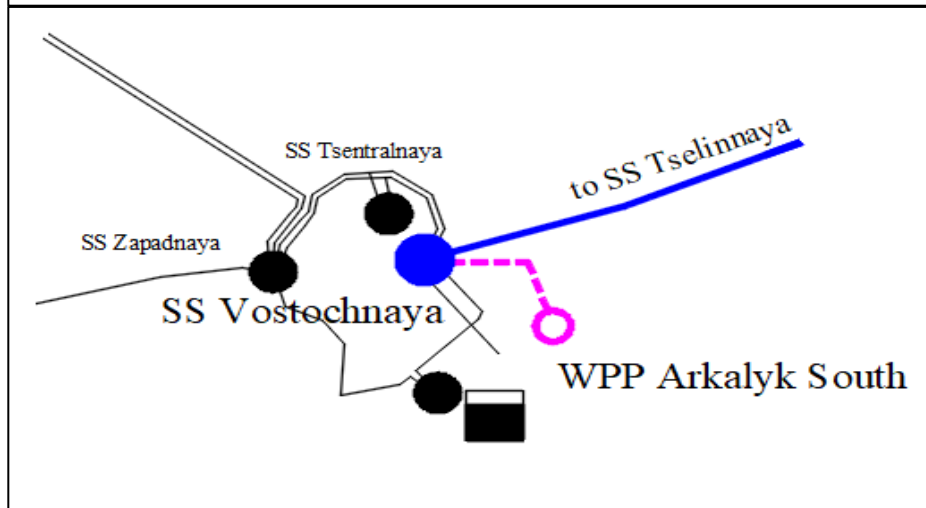 SS Tsentralnaya
to SS Tselinnaya
SS Zapadnaya
SS Vostochnaya
WPP Arkalyk South